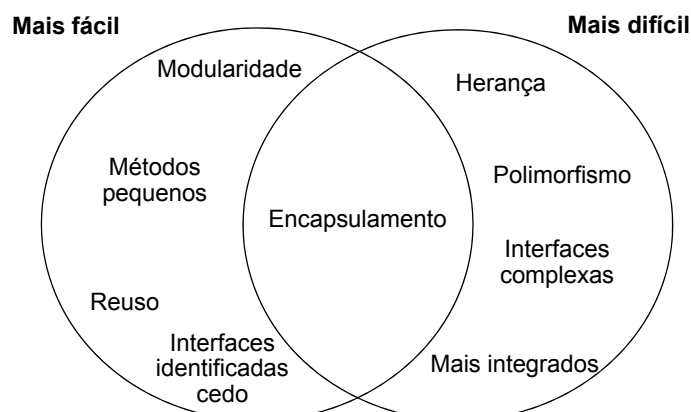 Mais fácil
Mais difícil
Modularidade
Herança
Métodos
pequenos
Polimorfismo
Encapsulamento
Interfaces
complexas
Reuso
Interfaces
identificadas
cedo
Mais integrados